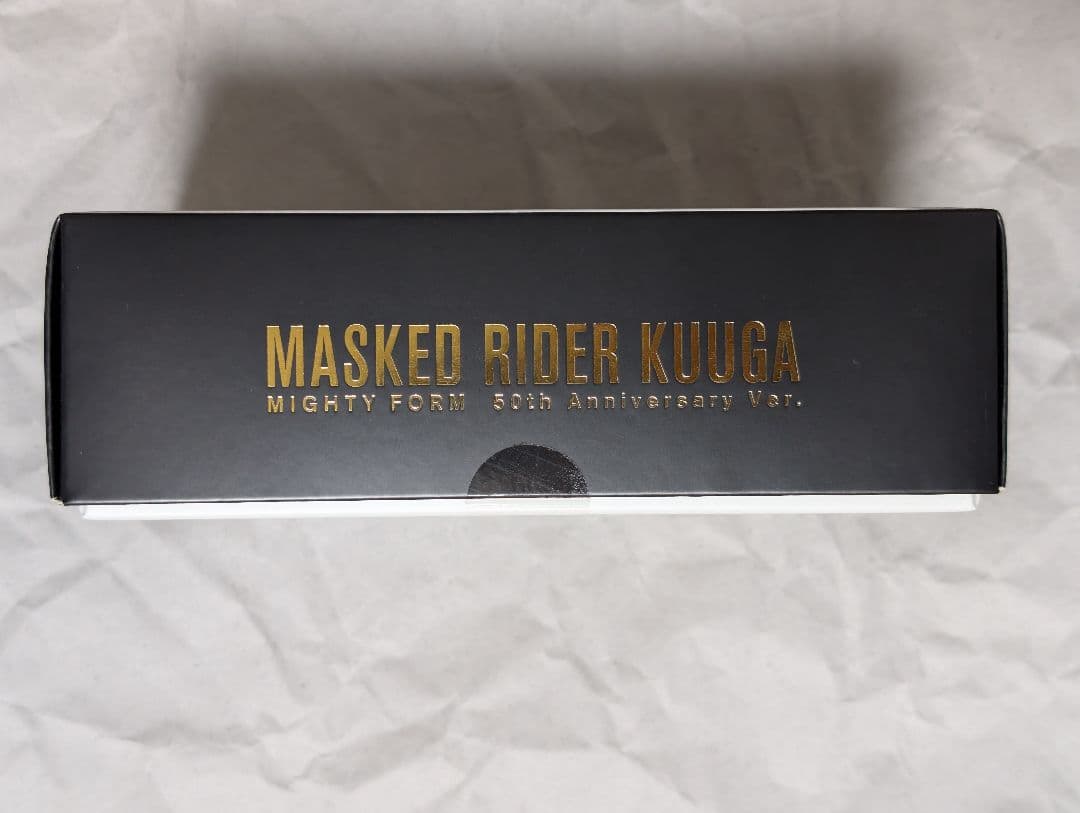 MASKED RIDER KUUGA
MIGHTY FORM 50th Anniversary Ver.